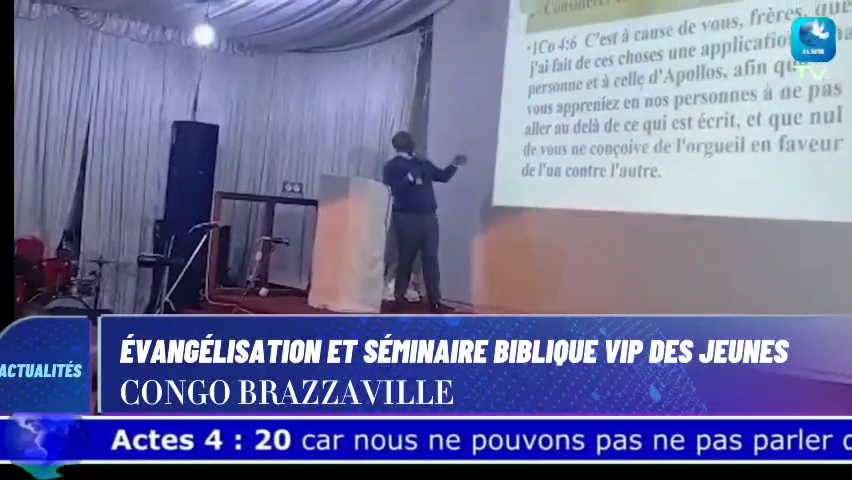 Considérer
ALMIN
TV
•1Co 4:6 C'est à cause de vous, frères, que
j'ai fait de ces choses une application
personne et à celle d'Apollos, afin que
vous appreniez en nos personnes à ne pas
aller au delà de ce qui est écrit, et que nul
de vous ne conçoive de l'orgueil en faveur
de l'un contre l'autre.
ACTUALITÉS
ÉVANGÉLISATION ET SÉMINAIRE BIBLIQUE VIP DES JEUNES
CONGO BRAZZAVILLE
Actes 4 : 20 car nous ne pouvons pas ne pas parler